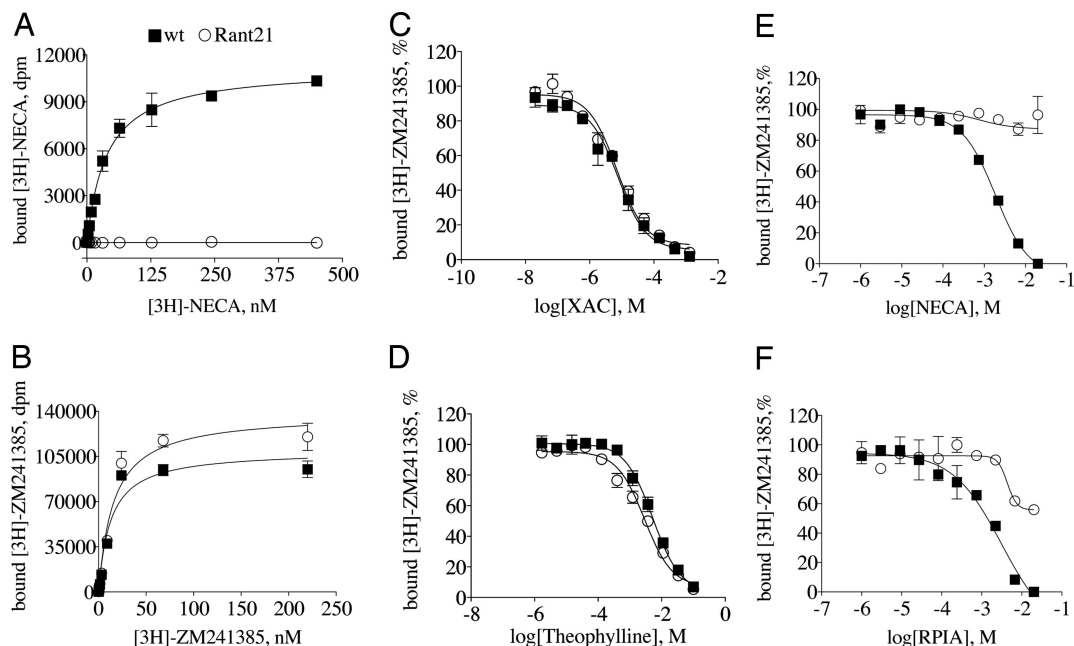 A
■ wt ○ Rant21
bound [3H]-NECA, dpm
12000
9000
6000
3000
0
0 125 250 375 500
[3H]-NECA, nM
B
bound [3H]-ZM241385, dpm
140000
105000
70000
35000
0
0 50 100 150 200 250
[3H]-ZM241385, nM
C
bound [3H]-ZM241385, %
120
100
80
60
40
20
0
-10 -8 -6 -4 -2
log[XAC], M
D
bound [3H]-ZM241385, %
120
100
80
60
40
20
0
-8 -6 -4 -2 0
log[Theophylline], M
E
bound [3H]-ZM241385,%
120
100
80
60
40
20
0
-7 -6 -5 -4 -3 -2 -1
log[NECA], M
F
bound [3H]-ZM241385,%
120
100
80
60
40
20
0
-7 -6 -5 -4 -3 -2 -1
log[RPIA], M